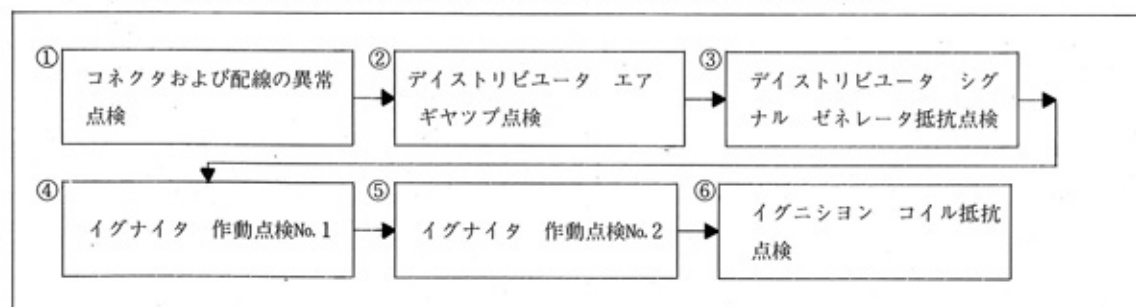 ①
コネクタおよび配線の異常
点検
②
デイストリビユータ エア
ギヤツプ点検
③
デイストリビユータ シグ
ナル ゼネレータ抵抗点検
④
イグナイタ 作動点検No.1
⑤
イグナイタ 作動点検No.2
⑥
イグニシヨン コイル抵抗
点検